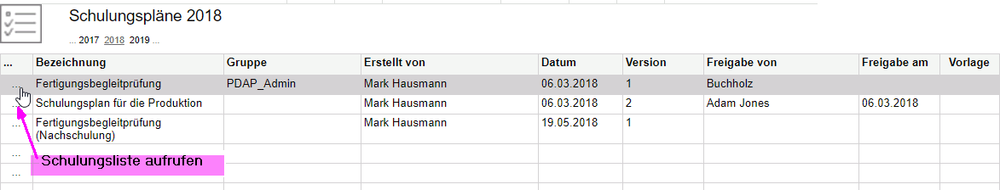 Schulungspläne 2018
... 2017 2018 2019 ...
... Bezeichnung Gruppe Erstellt von Datum Version Freigabe von Freigabe am Vorlage
... Fertigungsbegleitprüfung PDAP_Admin Mark Hausmann 06.03.2018 1 Buchholz
... Schulungsplan für die Produktion Mark Hausmann 06.03.2018 2 Adam Jones 06.03.2018
... Fertigungsbegleitprüfung Mark Hausmann 19.05.2018 1
(Nachschulung)
...
Schulungsliste aufrufen
...